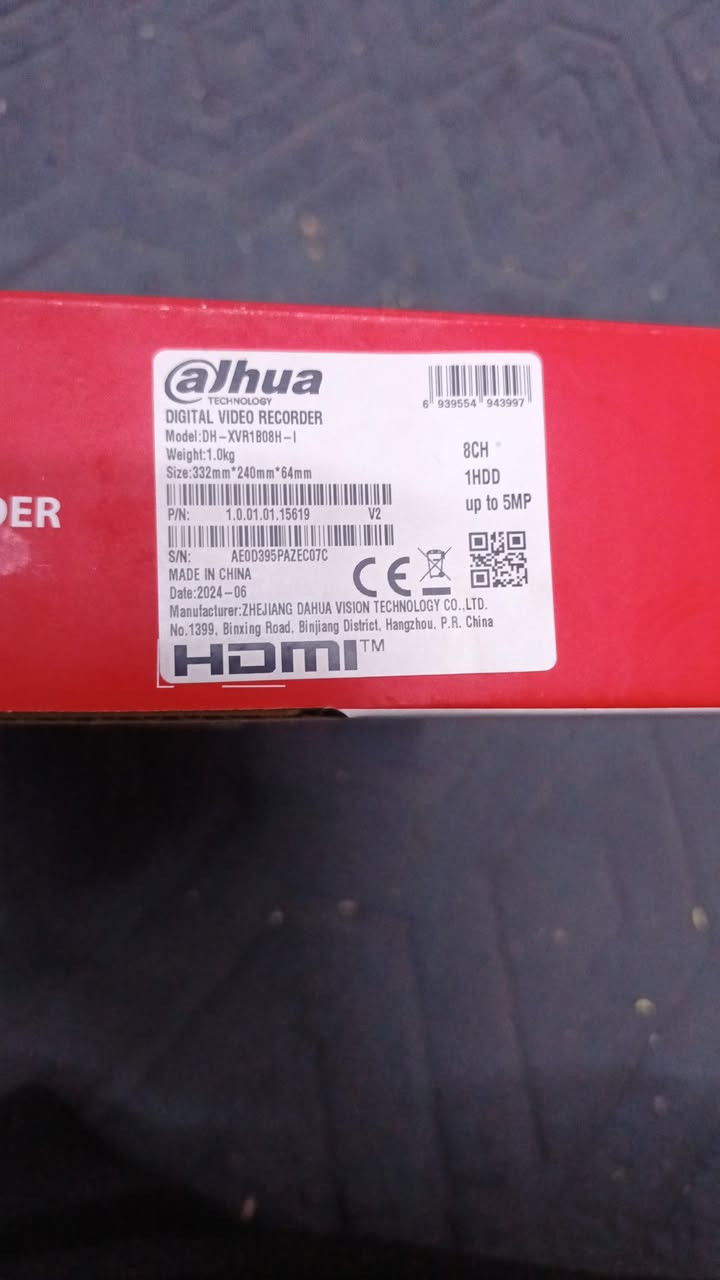 DER
alhua
TECHNOLOGY
6 939554 943997
DIGITAL VIDEO RECORDER
Model:DH-XVR1B08H-I
Weight:1.0kg
Size:332mm*240mm*64mm
8CH
1HDD
up to 5MP
P/N: 1.0.01.01.15619 V2
S/N: AE0D395PAZEC07C
MADE IN CHINA
Date:2024-06
CE
Manufacturer:ZHEJIANG DAHUA VISION TECHNOLOGY CO.,LTD.
No.1399, Binxing Road, Binjiang District, Hangzhou, P.R. China
HDMI™